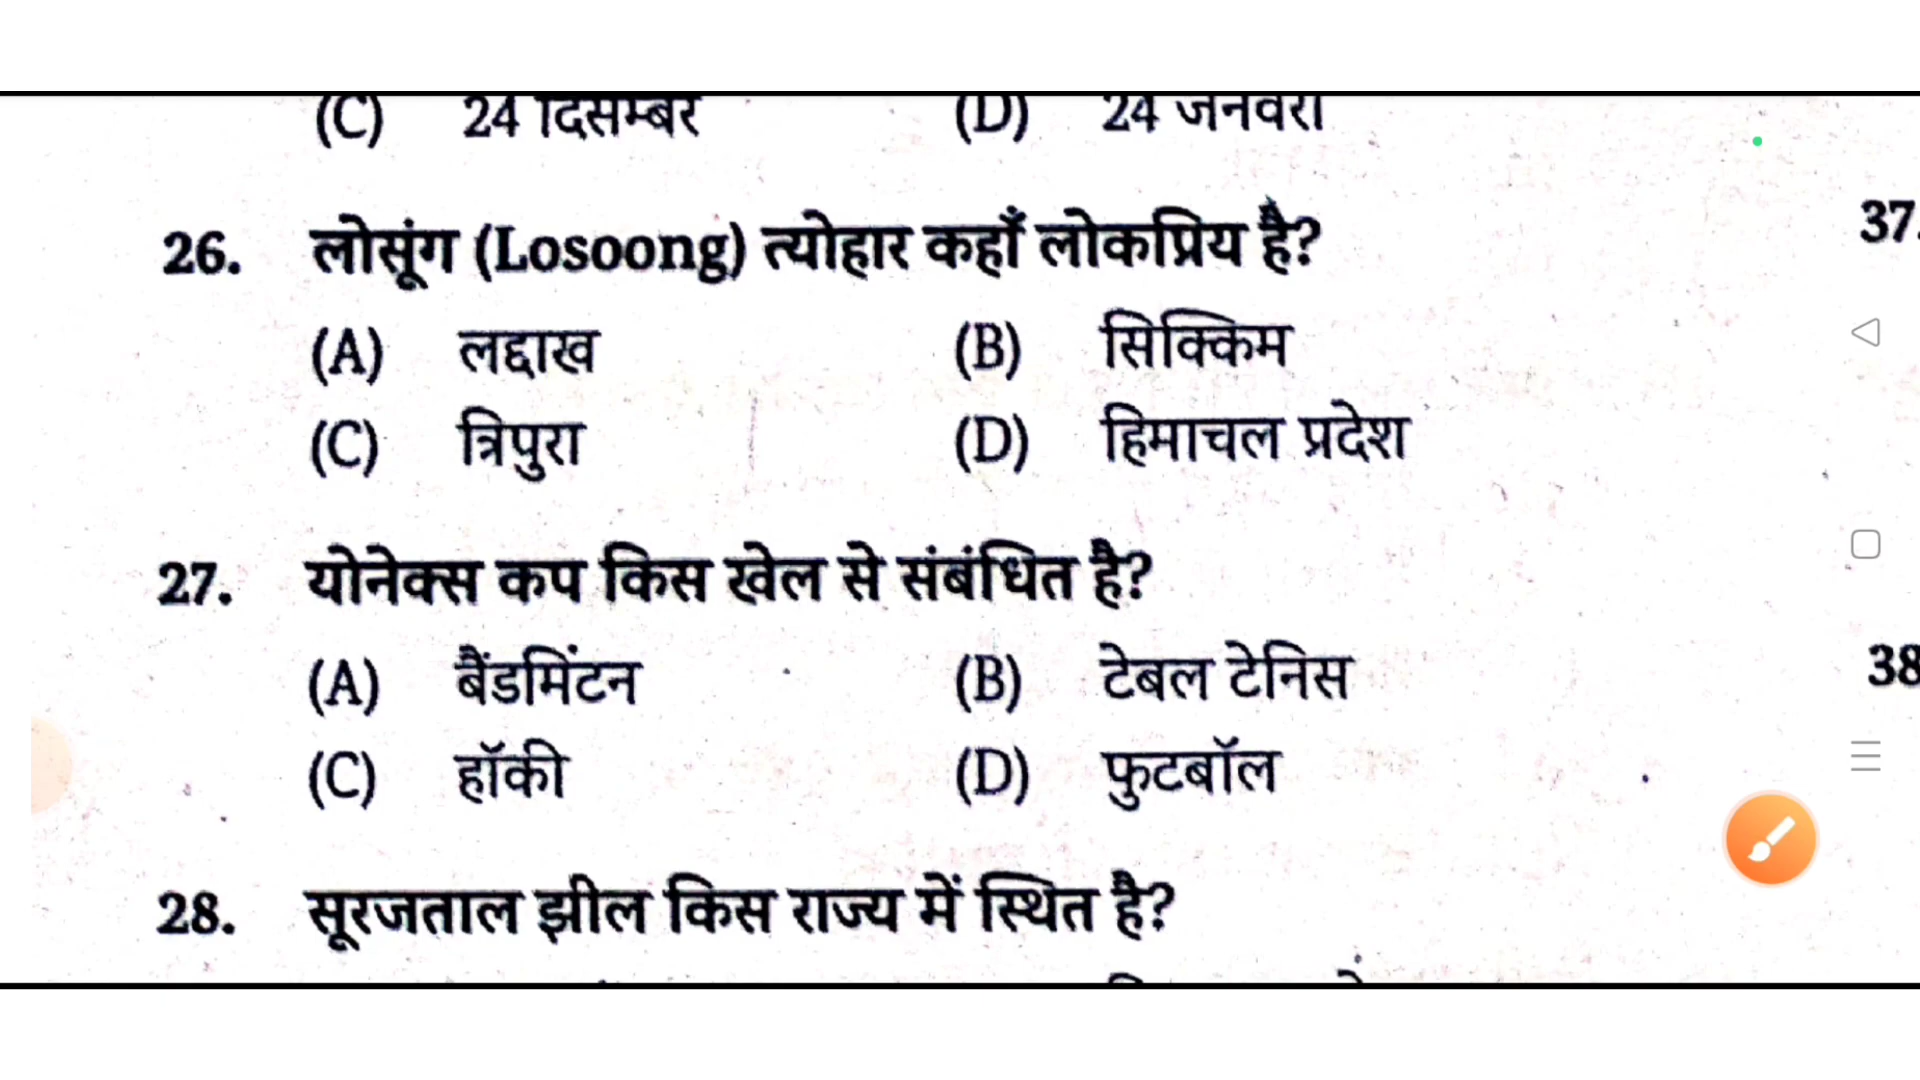 (C) 24 दिसम्बर (D) 24 जनवरी
26. लोसूंग (Losoong) त्योहार कहाँ लोकप्रिय है?
37.
(A) लद्दाख (B) सिक्किम
(C) त्रिपुरा (D) हिमाचल प्रदेश
27. योनेक्स कप किस खेल से संबंधित है?
(A) बैंडमिंटन (B) टेबल टेनिस
38
(C) हॉकी (D) फुटबॉल
28. सूरजताल झील किस राज्य में स्थित है?